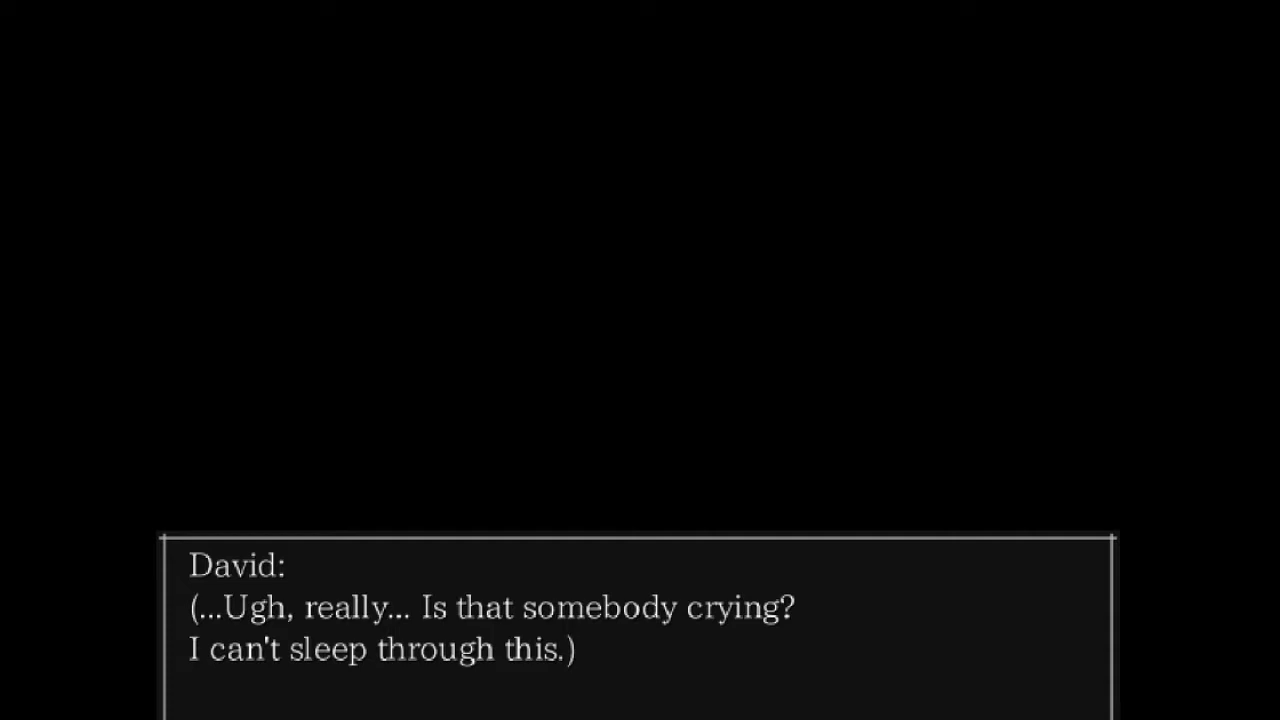 David:
(...Ugh, really... Is that somebody crying?
I can't sleep through this.)